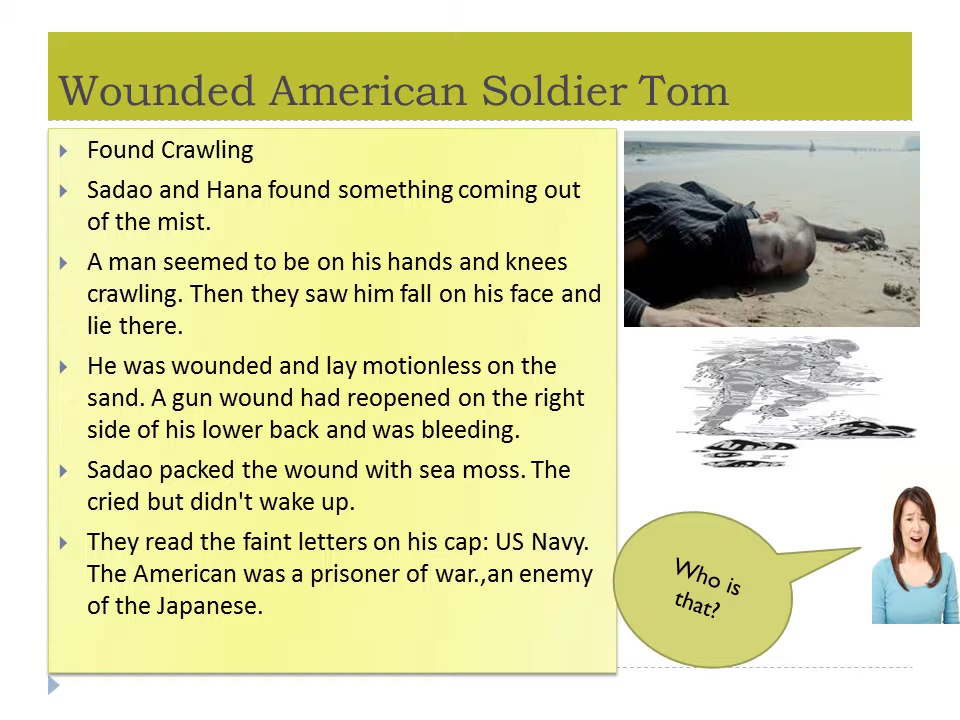 Wounded American Soldier Tom
Found Crawling
Sadao and Hana found something coming out
of the mist.
A man seemed to be on his hands and knees
crawling. Then they saw him fall on his face and
lie there.
He was wounded and lay motionless on the
sand. A gun wound had reopened on the right
side of his lower back and was bleeding.
Sadao packed the wound with sea moss. The
cried but didn't wake up.
They read the faint letters on his cap: US Navy.
The American was a prisoner of war.,an enemy
of the Japanese.
Who is
that?